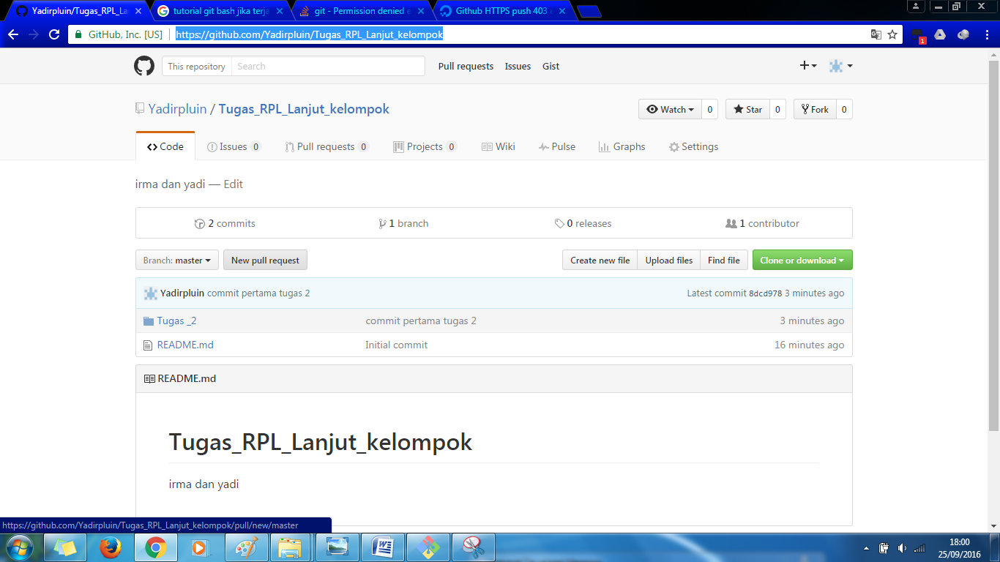 Yadirpluin/Tugas_RPL_La
tutorial git bash jika terja
git - Permission denied e
Github HTTPS push 403
GitHub, Inc. [US]
https://github.com/Yadirpluin/Tugas_RPL_Lanjut_kelompok
1
This repository
Search
Pull requests
Issues
Gist
Yadirpluin / Tugas_RPL_Lanjut_kelompok
Watch 0
Star 0
Fork 0
Code
Issues 0
Pull requests 0
Projects 0
Wiki
Pulse
Graphs
Settings
irma dan yadi — Edit
2 commits
1 branch
0 releases
1 contributor
Branch: master
New pull request
Create new file
Upload files
Find file
Clone or download
Yadirpluin commit pertama tugas 2
Latest commit 8dcd978 3 minutes ago
Tugas _2
commit pertama tugas 2
3 minutes ago
README.md
Initial commit
16 minutes ago
README.md
Tugas_RPL_Lanjut_kelompok
irma dan yadi
https://github.com/Yadirpluin/Tugas_RPL_Lanjut_kelompok/pull/new/master
18:00
25/09/2016